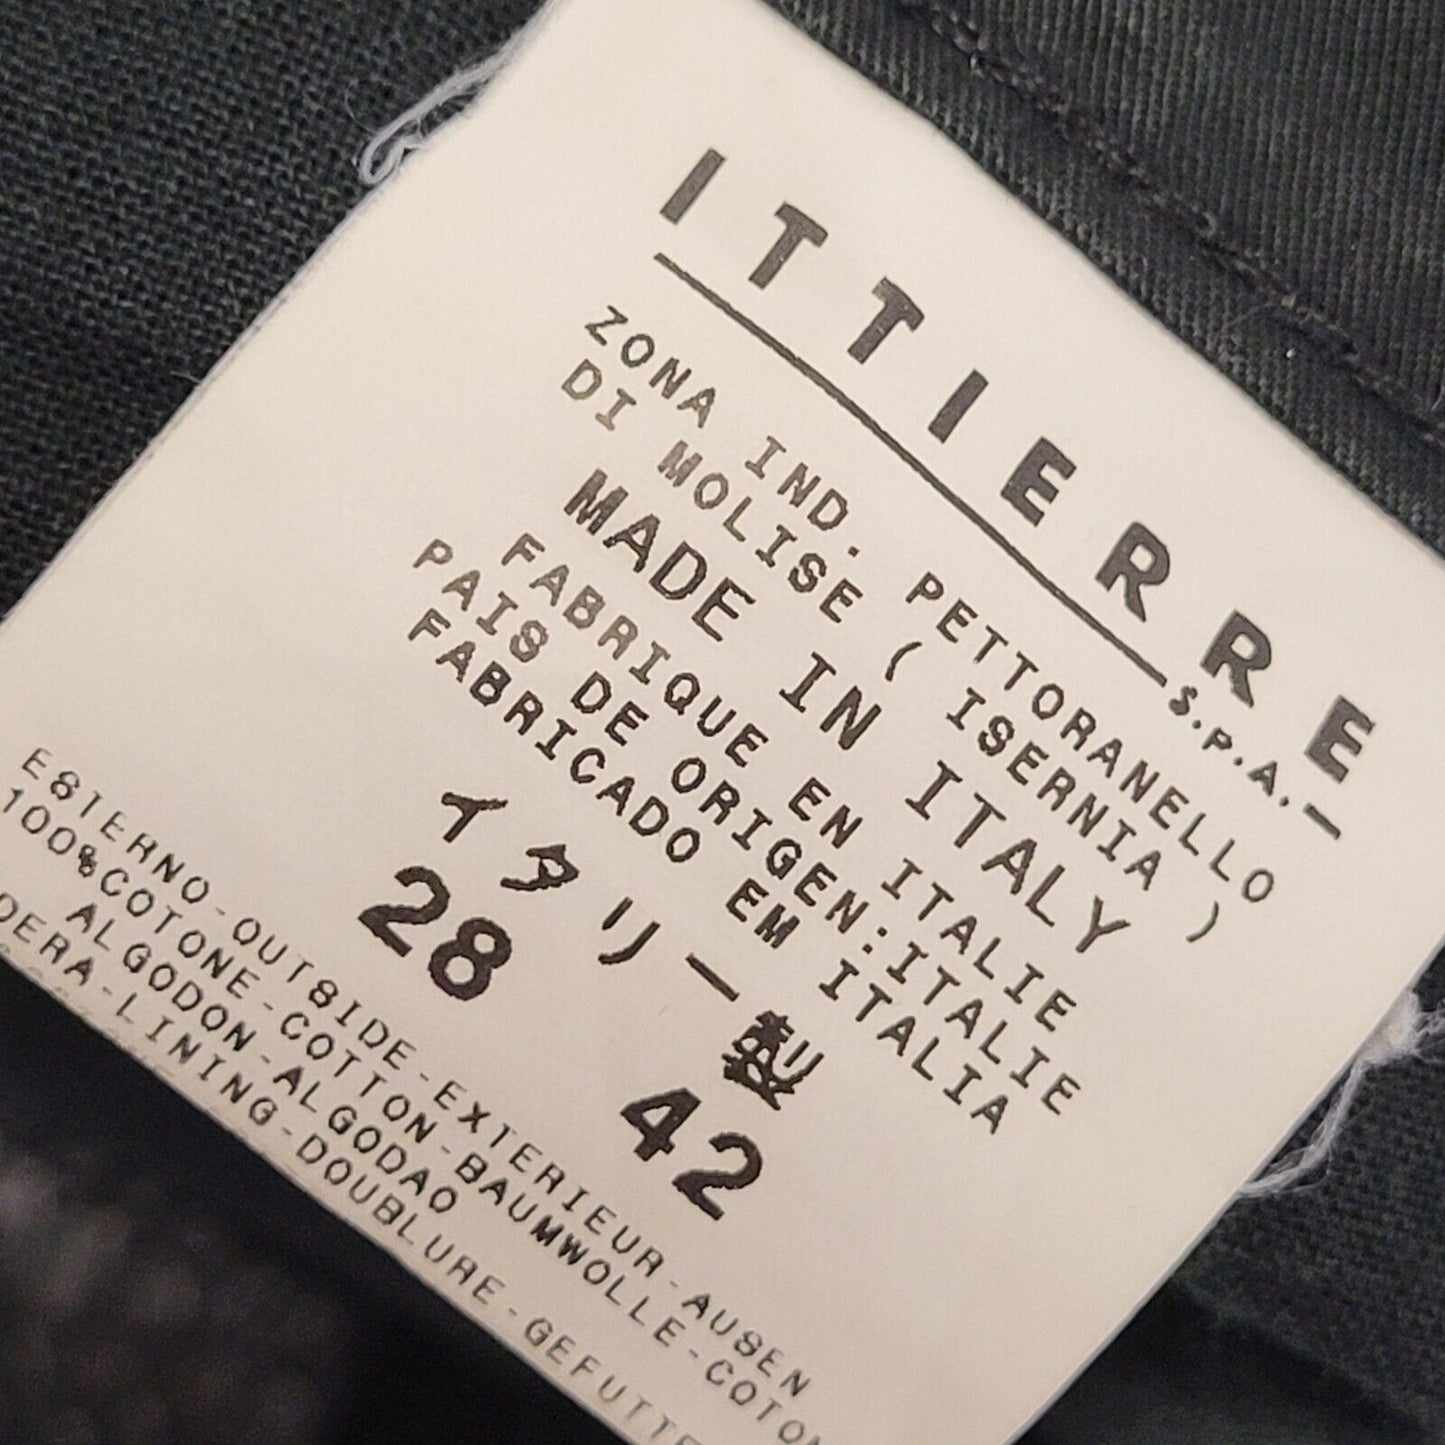 ITTIERRE
S.P.A.
ZONA IND. PETTORANELLO
DI MOLISE ( ISERNIA )
MADE IN ITALY
FABRIQUE EN ITALIE
PAIS DE ORIGEN:ITALIE
FABRICADO EM ITALIA
イタリー製
28 42
ESTERNO-OUTSIDE-EXTERIEUR-AUSEN
100%COTONE-COTTON-BAUMWOLLE-COTON
ALGODON-ALGODAO
DERA-LINING-DOUBLURE-GEFUTTE